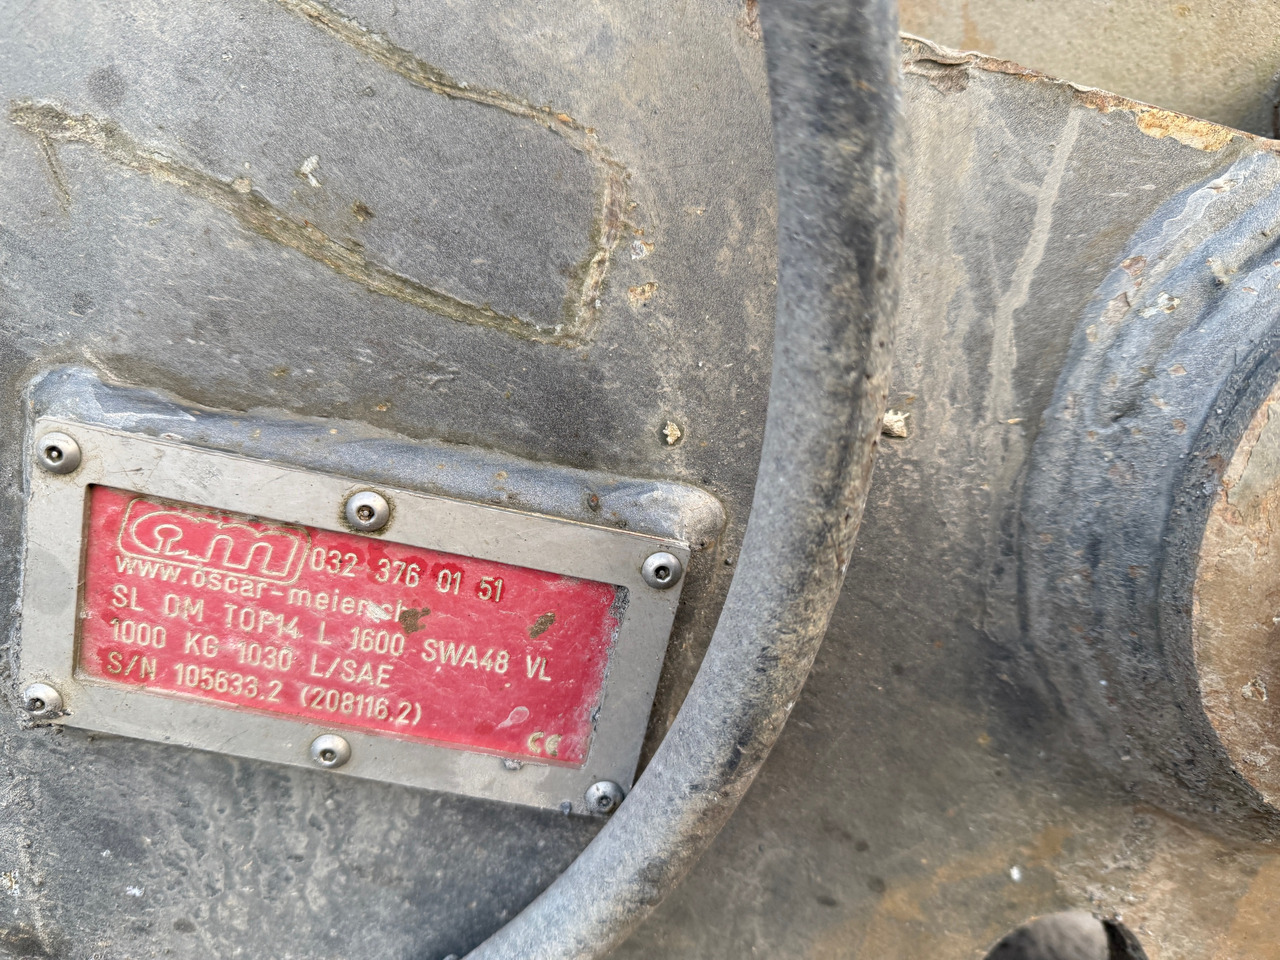 om 032 376 01 51
www.oscar-meier.ch
SL DM TOP14 L 1600 SWA48 VL
1000 KG 1030 L/SAE
S/N 105633.2 (208116.2)
CE